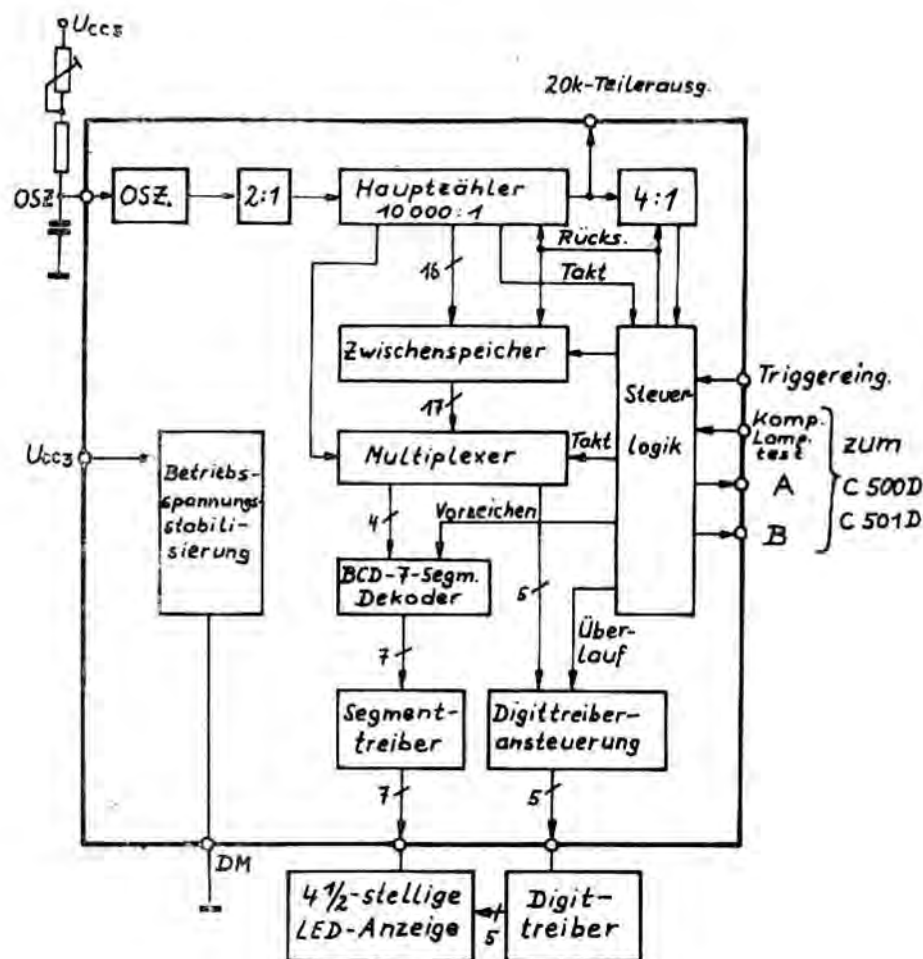 Ucc3
20k-Teilerausg.
OSZ
OSZ.
2:1
Hauptzähler
10 000:1
4:1
16
Rücks.
Takt
Zwischenspeicher
Steuer
logik
Triggereing.
17
Komp.
Lampe.
test
zum
C 500D
C 501D
Ucc3
Betriebs-
spannungs-
stabili-
sierung
Multiplexer
Takt
A
B
4
Vorzeichen
BCD-7-Segm.
Dekoder
5
Über-
lauf
7
Segment-
treiber
Digittreiber-
ansteuerung
7
5
DM
4 1/2-stellige
LED-Anzeige
5
Digit-
treiber